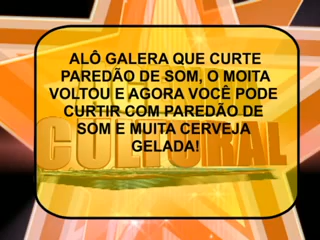 ALÔ GALERA QUE CURTE
PAREDÃO DE SOM, O MOITA
VOLTOU E AGORA VOCÊ PODE
CURTIR COM PAREDÃO DE
SOM E MUITA CERVEJA
GELADA!
CULTURAL